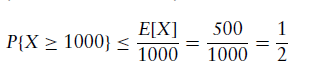 P{X ≥ 1000} ≤ E[X]/1000 = 500/1000 = 1/2